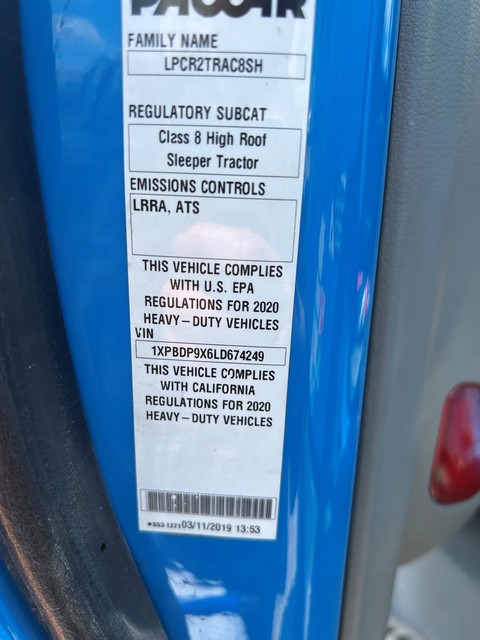 PACCAR
FAMILY NAME
LPCR2TRAC8SH
REGULATORY SUBCAT
Class 8 High Roof
Sleeper Tractor
EMISSIONS CONTROLS
LRRA, ATS
THIS VEHICLE COMPLIES
WITH U.S. EPA
REGULATIONS FOR 2020
HEAVY-DUTY VEHICLES
VIN
1XPBDP9X6LD674249
THIS VEHICLE COMPLIES
WITH CALIFORNIA
REGULATIONS FOR 2020
HEAVY-DUTY VEHICLES
*S53-1271 03/11/2019 13:53